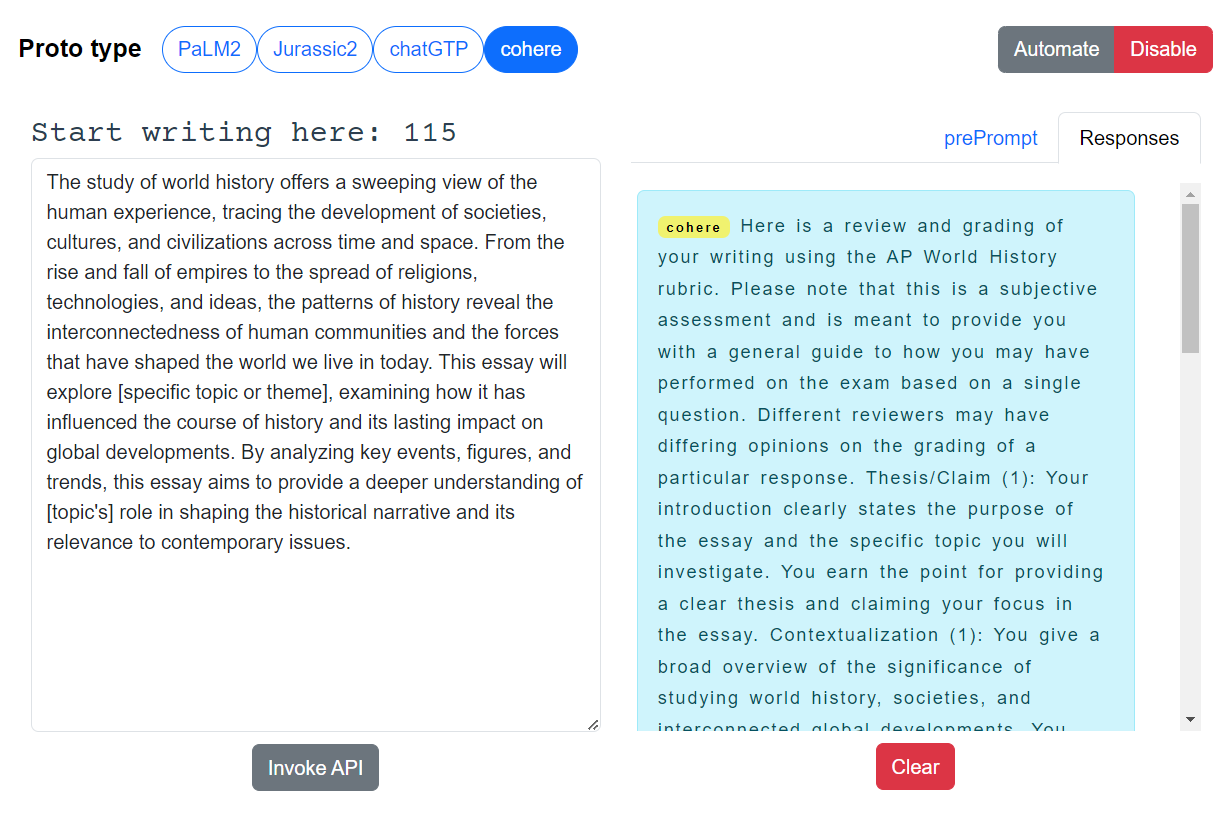 Proto type PaLM2 Jurassic2 chatGTP cohere Automate Disable
Start writing here: 115
The study of world history offers a sweeping view of the
human experience, tracing the development of societies,
cultures, and civilizations across time and space. From the
rise and fall of empires to the spread of religions,
technologies, and ideas, the patterns of history reveal the
interconnectedness of human communities and the forces
that have shaped the world we live in today. This essay will
explore [specific topic or theme], examining how it has
influenced the course of history and its lasting impact on
global developments. By analyzing key events, figures, and
trends, this essay aims to provide a deeper understanding of
[topic's] role in shaping the historical narrative and its
relevance to contemporary issues.
Invoke API
prePrompt Responses
cohere Here is a review and grading of
your writing using the AP World History
rubric. Please note that this is a subjective
assessment and is meant to provide you
with a general guide to how you may have
performed on the exam based on a single
question. Different reviewers may have
differing opinions on the grading of a
particular response. Thesis/Claim (1): Your
introduction clearly states the purpose of
the essay and the specific topic you will
investigate. You earn the point for providing
a clear thesis and claiming your focus in
the essay. Contextualization (1): You give a
broad overview of the significance of
studying world history, societies, and
interconnected global developments. You
Clear